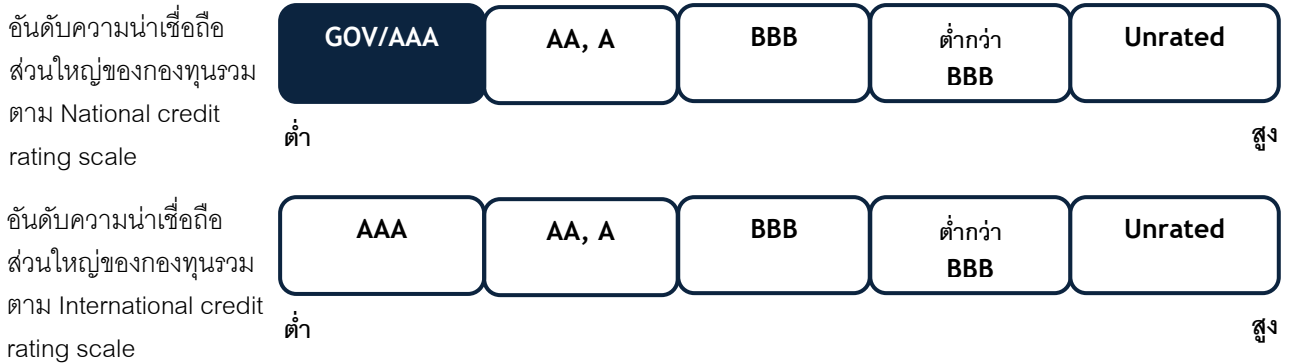 อันดับความน่าเชื่อถือ
ส่วนใหญ่ของกองทุนรวม
ตาม National credit
rating scale
GOV/AAA
AA, A
BBB
ต่ำกว่า
BBB
Unrated
ต่ำ
สูง
อันดับความน่าเชื่อถือ
ส่วนใหญ่ของกองทุนรวม
ตาม International credit
rating scale
AAA
AA, A
BBB
ต่ำกว่า
BBB
Unrated
ต่ำ
สูง